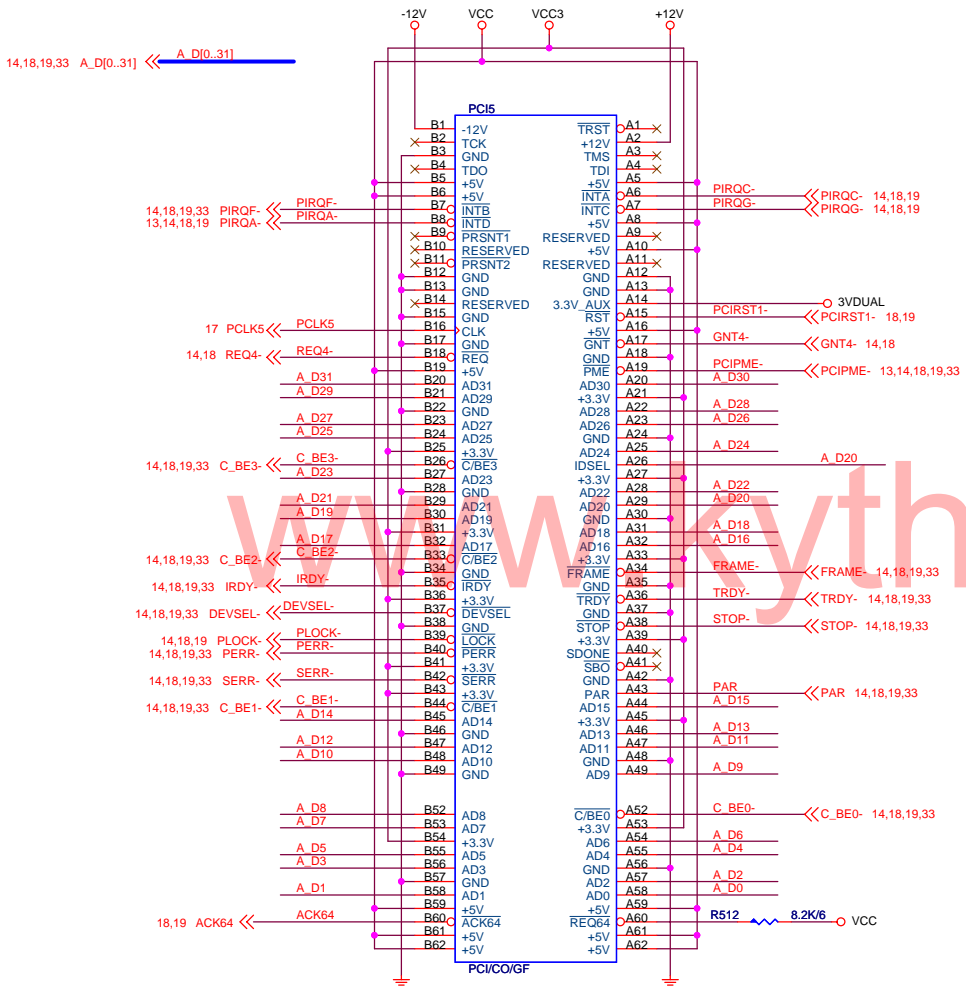 -12V VCC VCC3 +12V
14,18,19,33 A_D[0..31] A_D[0..31]
PCI5
B1 -12V TRST A1
B2 TCK +12V A2
B3 GND TMS A3
B4 TDO TDI A4
B5 +5V +5V A5
B6 +5V INTA A6 PIRQC- PIRQC- 14,18,19
14,18,19,33 PIRQF- PIRQF- B7 INTB INTC A7 PIRQG- PIRQG- 14,18,19
13,14,18,19 PIRQA- PIRQA- B8 INTD +5V A8
B9 PRSNT1 RESERVED A9
B10 RESERVED +5V A10
B11 PRSNT2 RESERVED A11
B12 GND GND A12
B13 GND GND A13
B14 RESERVED 3.3V_AUX A14 3VDUAL
B15 GND RST A15 PCIRST1- PCIRST1- 18,19
17 PCLK5 PCLK5 B16 CLK +5V A16
B17 GND GNT A17 GNT4- GNT4- 14,18
14,18 REQ4- REQ4- B18 REQ GND A18
B19 +5V PME A19 PCIPME- PCIPME- 13,14,18,19,33
A_D31 B20 AD31 AD30 A20 A_D30
A_D29 B21 AD29 +3.3V A21
B22 GND AD28 A22 A_D28
A_D27 B23 AD27 AD26 A23 A_D26
A_D25 B24 AD25 GND A24
B25 +3.3V AD24 A25 A_D24
14,18,19,33 C_BE3- C_BE3- B26 C/BE3 IDSEL A26 A_D20
A_D23 B27 AD23 +3.3V A27
B28 GND AD22 A28 A_D22
A_D21 B29 AD21 AD20 A29 A_D20
A_D19 B30 AD19 GND A30
B31 +3.3V AD18 A31 A_D18
A_D17 B32 AD17 AD16 A32 A_D16
14,18,19,33 C_BE2- C_BE2- B33 C/BE2 +3.3V A33
B34 GND FRAME A34 FRAME- FRAME- 14,18,19,33
14,18,19,33 IRDY- IRDY- B35 IRDY GND A35
B36 +3.3V TRDY A36 TRDY- TRDY- 14,18,19,33
14,18,19,33 DEVSEL- DEVSEL- B37 DEVSEL GND A37
B38 GND STOP A38 STOP- STOP- 14,18,19,33
14,18,19 PLOCK- PLOCK- B39 LOCK +3.3V A39
14,18,19,33 PERR- PERR- B40 PERR SDONE A40
B41 +3.3V SBO A41
14,18,19,33 SERR- SERR- B42 SERR GND A42
B43 +3.3V PAR A43 PAR PAR 14,18,19,33
14,18,19,33 C_BE1- C_BE1- B44 C/BE1 AD15 A44 A_D15
A_D14 B45 AD14 +3.3V A45
B46 GND AD13 A46 A_D13
A_D12 B47 AD12 AD11 A47 A_D11
A_D10 B48 AD10 GND A48
B49 GND AD9 A49 A_D9
A_D8 B52 AD8 C/BE0 A52 C_BE0- C_BE0- 14,18,19,33
A_D7 B53 AD7 +3.3V A53
B54 +3.3V AD6 A54 A_D6
A_D5 B55 AD5 AD4 A55 A_D4
A_D3 B56 AD3 GND A56
B57 GND AD2 A57 A_D2
A_D1 B58 AD1 AD0 A58 A_D0
B59 +5V +5V A59
18,19 ACK64 ACK64 B60 ACK64 REQ64 A60 R512 8.2K/6 VCC
B61 +5V +5V A61
B62 +5V +5V A62
PCI/CO/GF
www.kyth